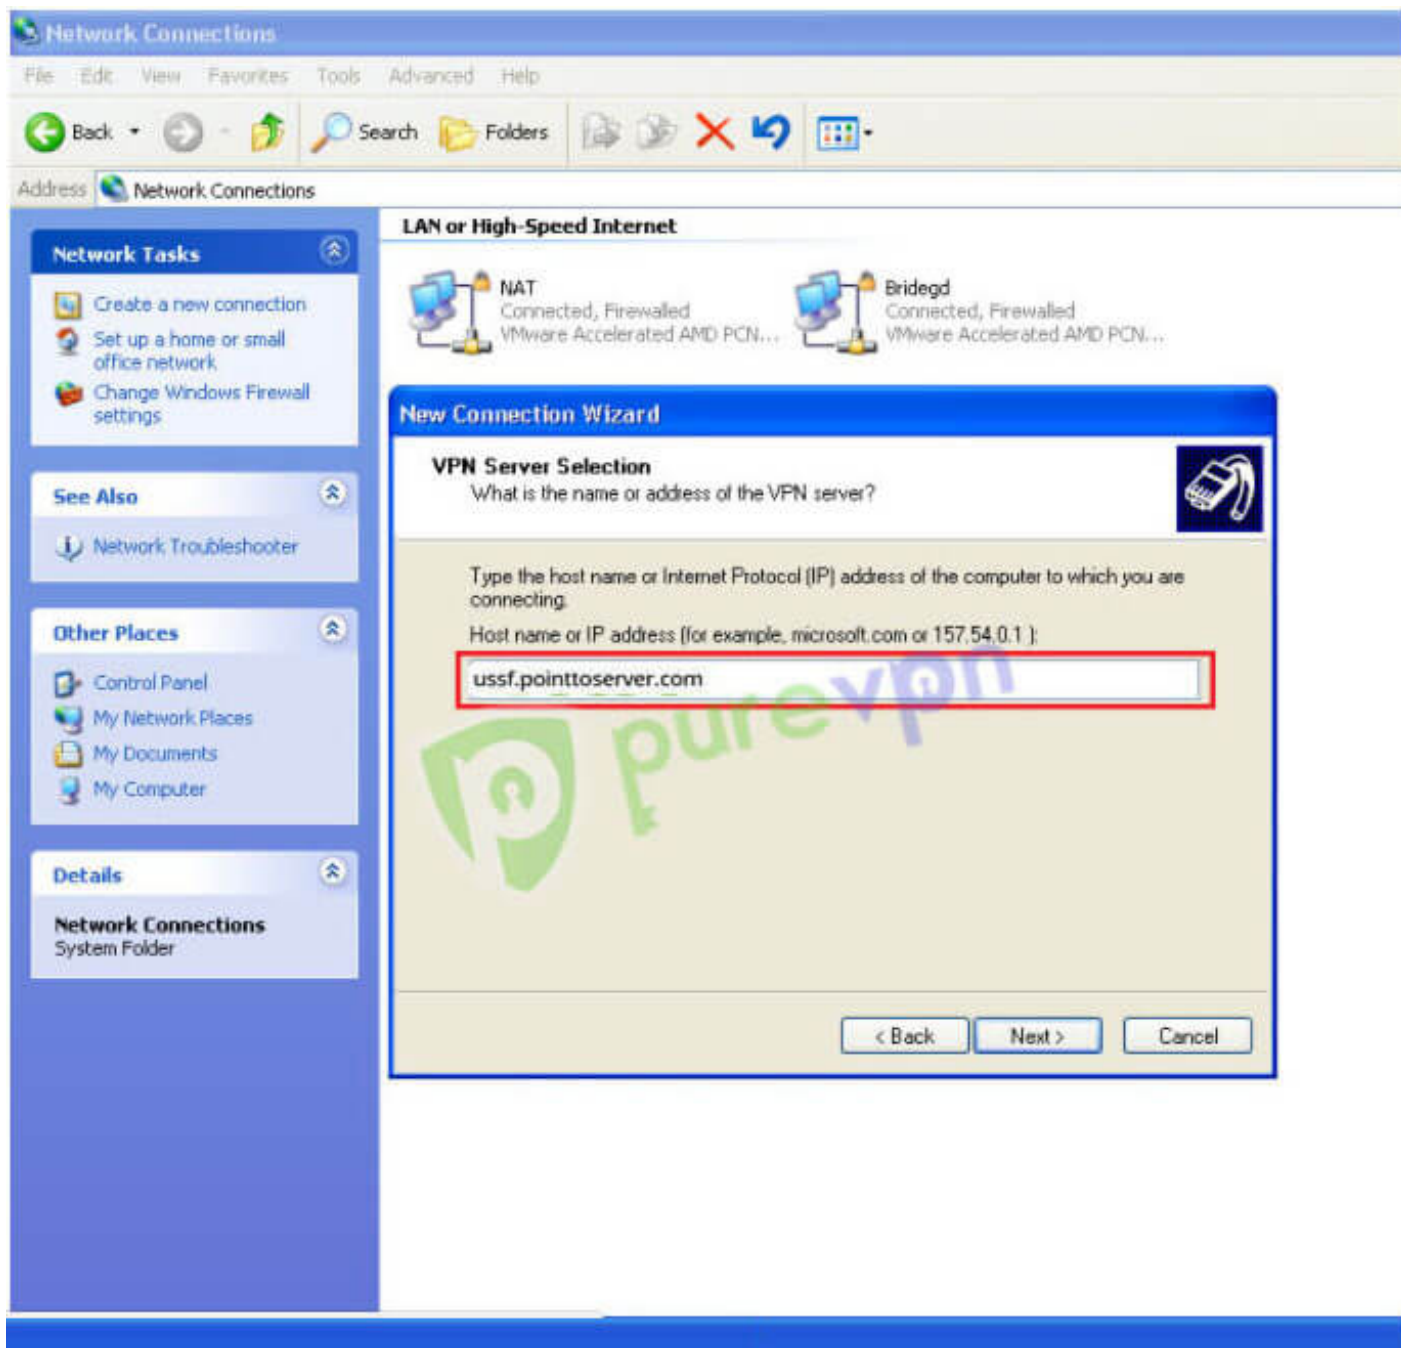 Network Connections
File Edit View Favorites Tools Advanced Help
Back Search Folders
Address Network Connections
Network Tasks
Create a new connection
Set up a home or small
office network
Change Windows Firewall
settings
See Also
Network Troubleshooter
Other Places
Control Panel
My Network Places
My Documents
My Computer
Details
Network Connections
System Folder
LAN or High-Speed Internet
NAT
Connected, Firewalled
VMware Accelerated AMD PCN...
Bridegd
Connected, Firewalled
VMware Accelerated AMD PCN...
New Connection Wizard
VPN Server Selection
What is the name or address of the VPN server?
Type the host name or Internet Protocol (IP) address of the computer to which you are
connecting.
Host name or IP address (for example, microsoft.com or 157.54.0.1 ):
ussf.pointtoserver.com
purevpn
< Back Next > Cancel